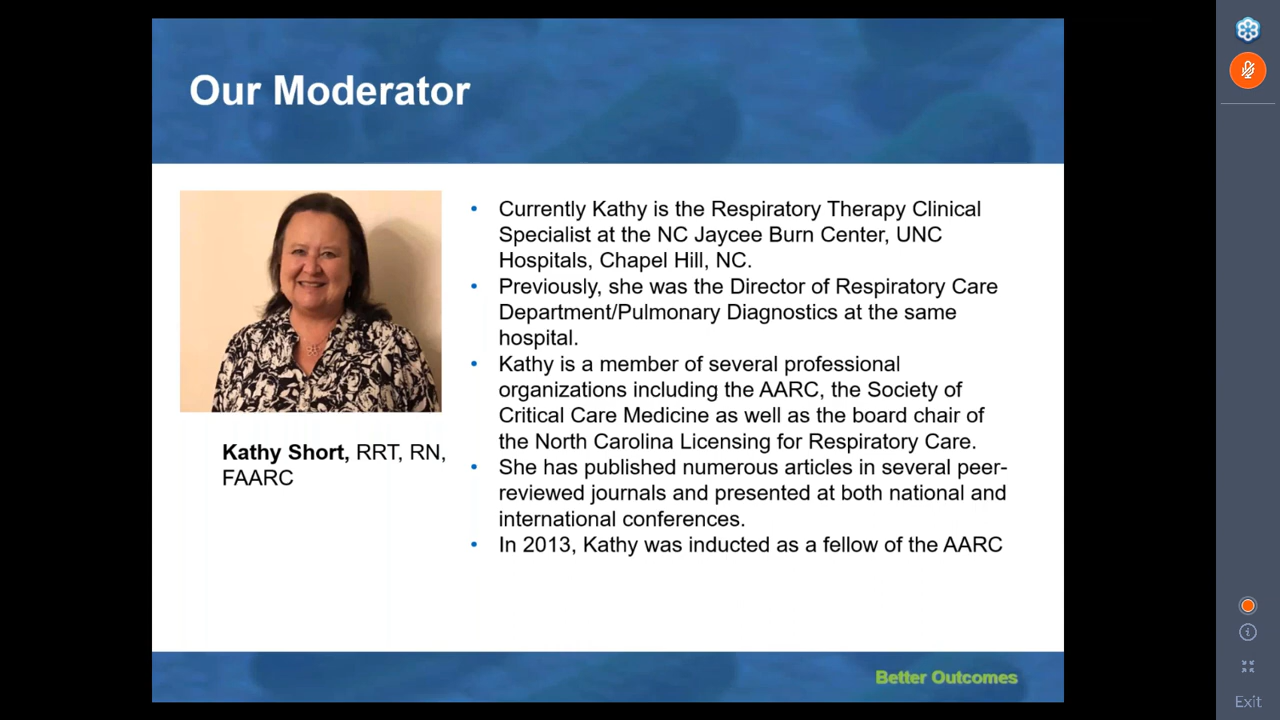 Our Moderator
Kathy Short, RRT, RN,
FAARC
• Currently Kathy is the Respiratory Therapy Clinical
Specialist at the NC Jaycee Burn Center, UNC
Hospitals, Chapel Hill, NC.
• Previously, she was the Director of Respiratory Care
Department/Pulmonary Diagnostics at the same
hospital.
• Kathy is a member of several professional
organizations including the AARC, the Society of
Critical Care Medicine as well as the board chair of
the North Carolina Licensing for Respiratory Care.
• She has published numerous articles in several peer-
reviewed journals and presented at both national and
international conferences.
• In 2013, Kathy was inducted as a fellow of the AARC
Better Outcomes
Exit